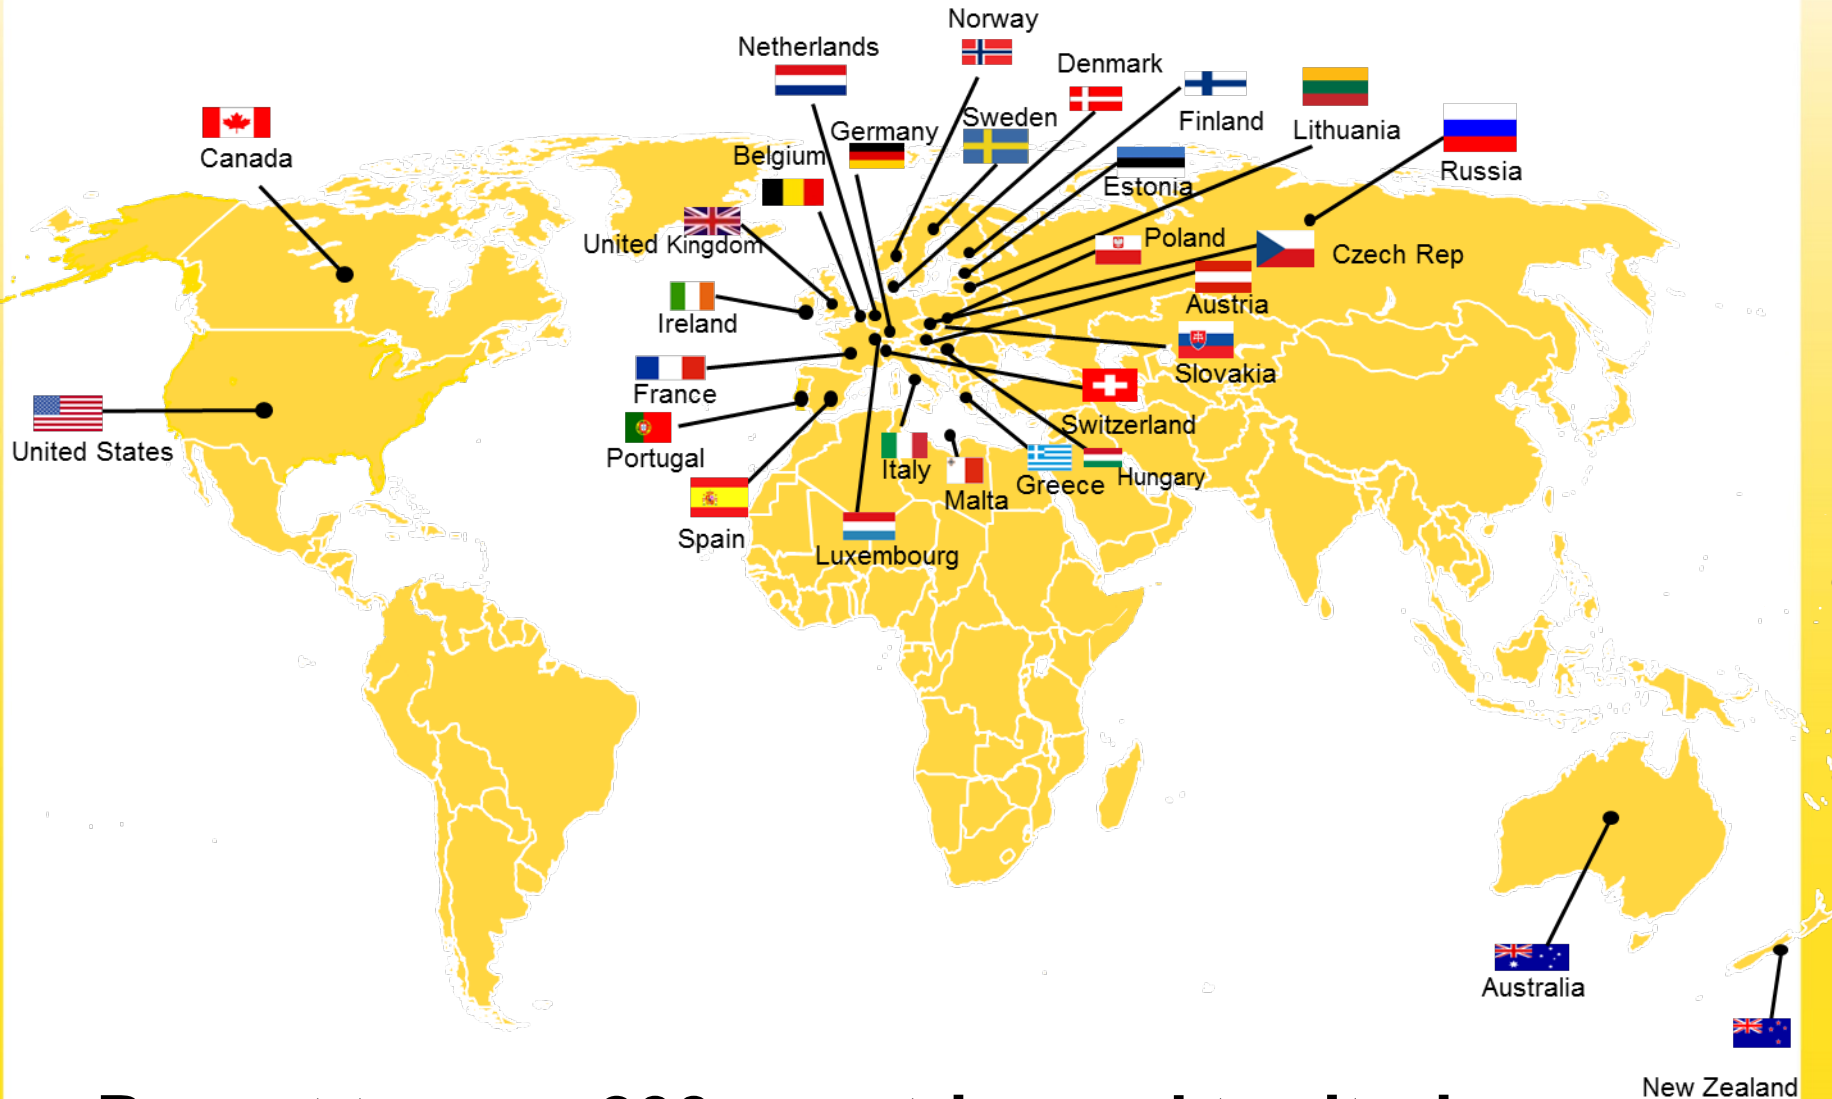 Norway
Netherlands
Denmark
Canada
Germany
Sweden
Finland
Lithuania
Belgium
Russia
Estonia
United Kingdom
Poland
Czech Rep
Ireland
Austria
France
Slovakia
United States
Portugal
Switzerland
Italy
Malta
Greece
Hungary
Spain
Luxembourg
Australia
New Zealand